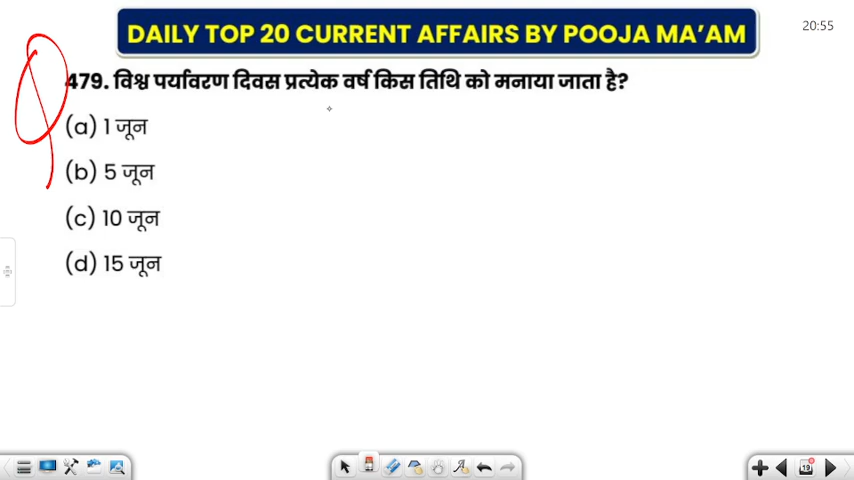 20:55
DAILY TOP 20 CURRENT AFFAIRS BY POOJA MA’AM
479. विश्व पर्यावरण दिवस प्रत्येक वर्ष किस तिथि को मनाया जाता है?
(a) 1 जून
(b) 5 जून
(c) 10 जून
(d) 15 जून
19